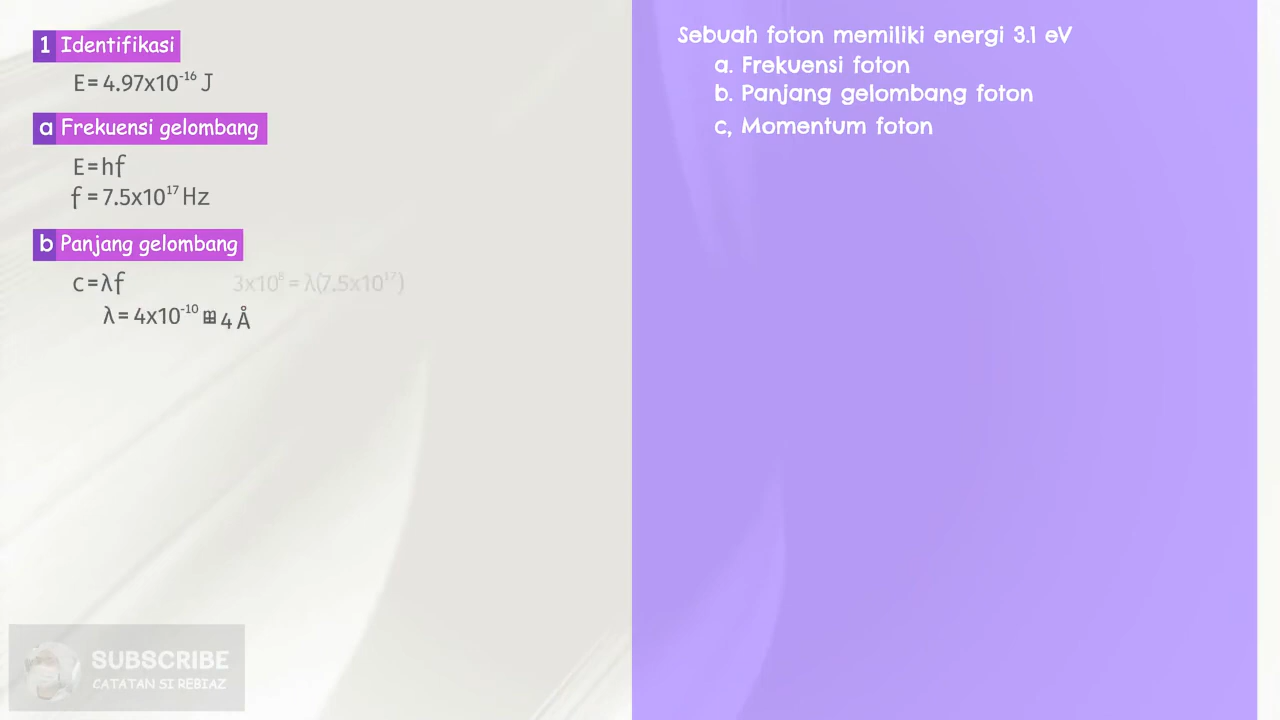 1 Identifikasi
E = 4.97x10⁻¹⁶ J
a Frekuensi gelombang
E = hf
f = 7.5x10¹⁷ Hz
b Panjang gelombang
c = λf 3x10⁸ = λ(7.5x10¹⁷)
λ = 4x10⁻¹⁰ 4 Å
SUBSCRIBE
CATATAN SI REBIAZ
Sebuah foton memiliki energi 3.1 eV
a. Frekuensi foton
b. Panjang gelombang foton
c, Momentum foton